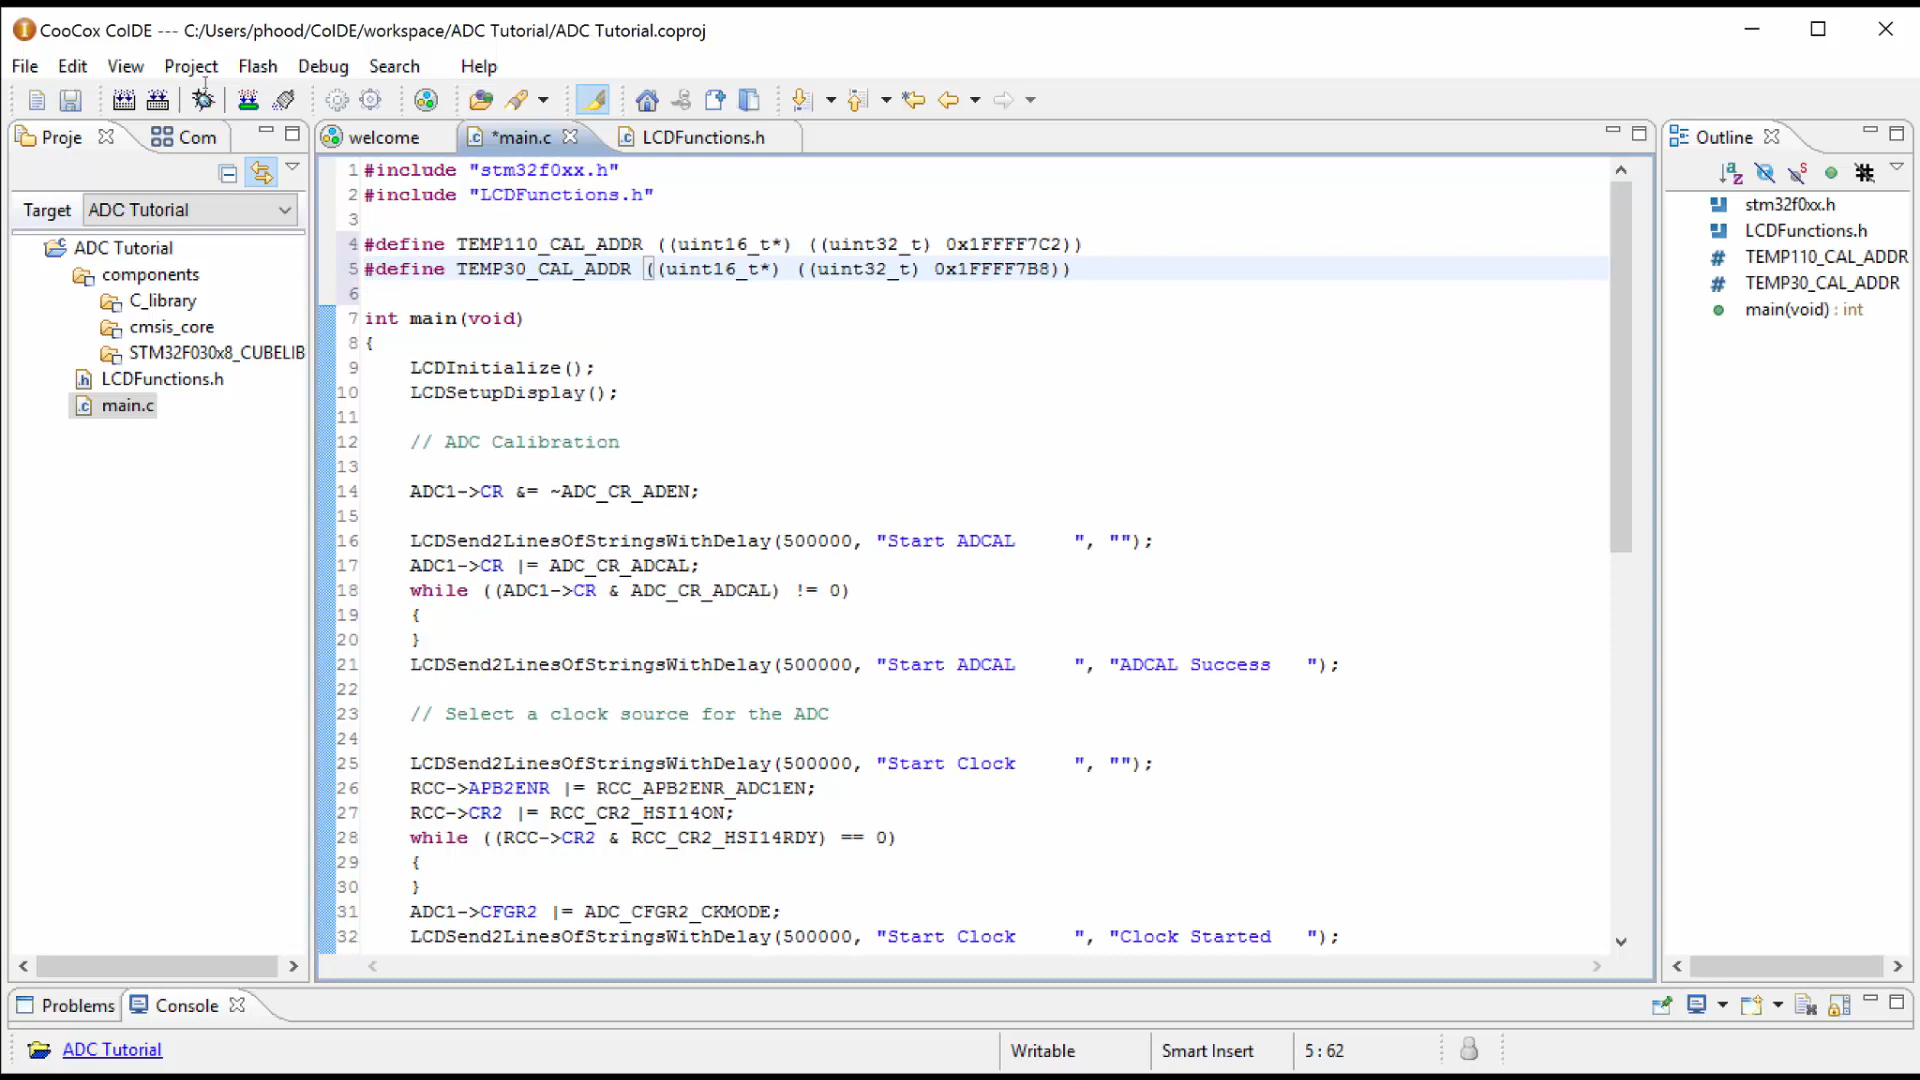 CooCox CoIDE --- C:/Users/phood/CoIDE/workspace/ADC Tutorial/ADC Tutorial.coproj
File Edit View Project Flash Debug Search Help
Proje Com
welcome *main.c LCDFunctions.h
Outline
Target ADC Tutorial
ADC Tutorial
components
C_library
cmsis_core
STM32F030x8_CUBELIB
LCDFunctions.h
main.c
1 #include "stm32f0xx.h"
2 #include "LCDFunctions.h"
3
4 #define TEMP110_CAL_ADDR ((uint16_t*) ((uint32_t) 0x1FFFF7C2))
5 #define TEMP30_CAL_ADDR ((uint16_t*) ((uint32_t) 0x1FFFF7B8))
6
7 int main(void)
8 {
9 LCDInitialize();
10 LCDSetupDisplay();
11
12 // ADC Calibration
13
14 ADC1->CR &= ~ADC_CR_ADEN;
15
16 LCDSend2LinesOfStringsWithDelay(500000, "Start ADCAL     ", "");
17 ADC1->CR |= ADC_CR_ADCAL;
18 while ((ADC1->CR & ADC_CR_ADCAL) != 0)
19 {
20 }
21 LCDSend2LinesOfStringsWithDelay(500000, "Start ADCAL     ", "ADCAL Success   ");
22
23 // Select a clock source for the ADC
24
25 LCDSend2LinesOfStringsWithDelay(500000, "Start Clock     ", "");
26 RCC->APB2ENR |= RCC_APB2ENR_ADC1EN;
27 RCC->CR2 |= RCC_CR2_HSI14ON;
28 while ((RCC->CR2 & RCC_CR2_HSI14RDY) == 0)
29 {
30 }
31 ADC1->CFGR2 |= ADC_CFGR2_CKMODE;
32 LCDSend2LinesOfStringsWithDelay(500000, "Start Clock     ", "Clock Started   ");
stm32f0xx.h
LCDFunctions.h
TEMP110_CAL_ADDR
TEMP30_CAL_ADDR
main(void) : int
Problems Console
ADC Tutorial Writable Smart Insert 5 : 62